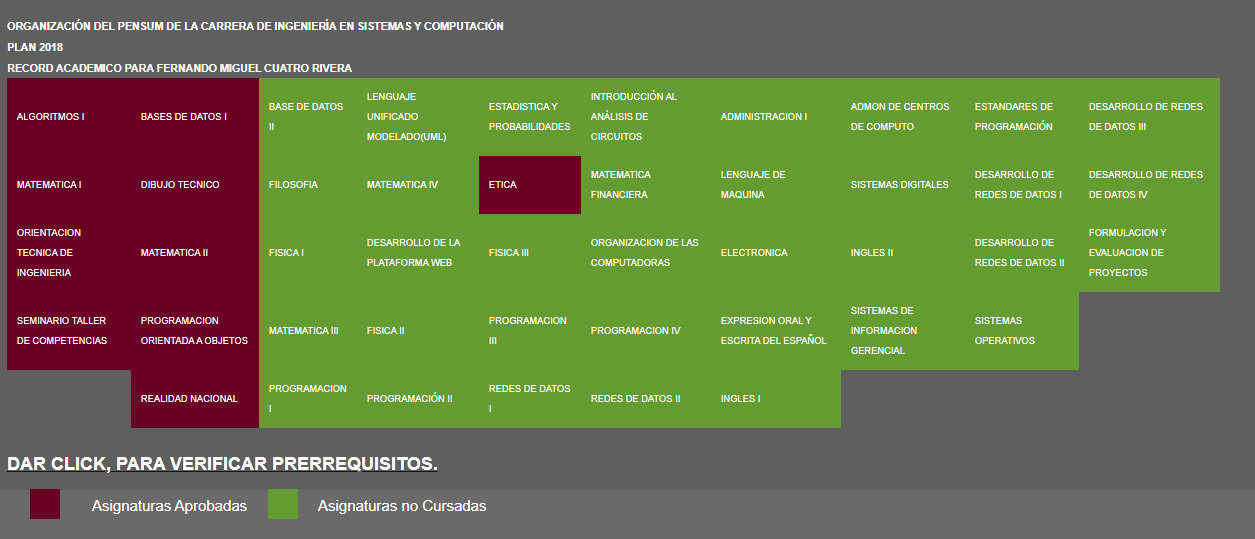 ORGANIZACIÓN DEL PENSUM DE LA CARRERA DE INGENIERÍA EN SISTEMAS Y COMPUTACIÓN
PLAN 2018
RECORD ACADEMICO PARA FERNANDO MIGUEL CUATRO RIVERA
ALGORITMOS I
BASES DE DATOS I
BASE DE DATOS
II
LENGUAJE
UNIFICADO
MODELADO(UML)
ESTADISTICA Y
PROBABILIDADES
INTRODUCCIÓN AL
ANÁLISIS DE
CIRCUITOS
ADMINISTRACION I
ADMON DE CENTROS
DE COMPUTO
ESTANDARES DE
PROGRAMACIÓN
DESARROLLO DE REDES
DE DATOS III
MATEMATICA I
DIBUJO TECNICO
FILOSOFIA
MATEMATICA IV
ETICA
MATEMATICA
FINANCIERA
LENGUAJE DE
MAQUINA
SISTEMAS DIGITALES
DESARROLLO DE
REDES DE DATOS I
DESARROLLO DE REDES
DE DATOS IV
ORIENTACION
TECNICA DE
INGENIERIA
MATEMATICA II
FISICA I
DESARROLLO DE LA
PLATAFORMA WEB
FISICA III
ORGANIZACION DE LAS
COMPUTADORAS
ELECTRONICA
INGLES II
DESARROLLO DE
REDES DE DATOS II
FORMULACION Y
EVALUACION DE
PROYECTOS
SEMINARIO TALLER
DE COMPETENCIAS
PROGRAMACION
ORIENTADA A OBJETOS
MATEMATICA III
FISICA II
PROGRAMACION
III
PROGRAMACION IV
EXPRESION ORAL Y
ESCRITA DEL ESPAÑOL
SISTEMAS DE
INFORMACION
GERENCIAL
SISTEMAS
OPERATIVOS
REALIDAD NACIONAL
PROGRAMACION
I
PROGRAMACIÓN II
REDES DE DATOS
I
REDES DE DATOS II
INGLES I
DAR CLICK, PARA VERIFICAR PRERREQUISITOS.
Asignaturas Aprobadas
Asignaturas no Cursadas